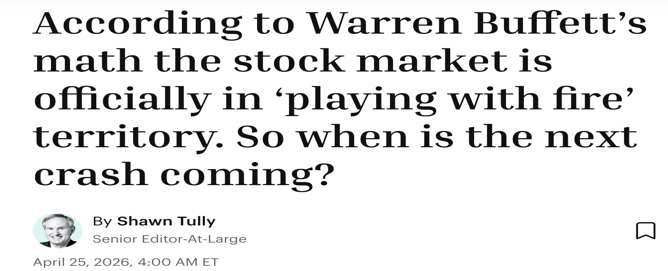 According to Warren Buffett’s
math the stock market is
officially in ‘playing with fire’
territory. So when is the next
crash coming?
By Shawn Tully
Senior Editor-At-Large
April 25, 2026, 4:00 AM ET